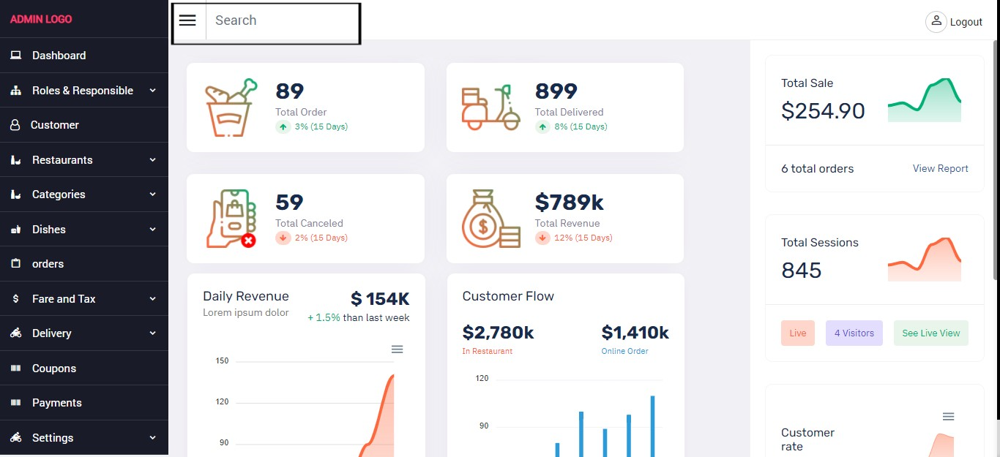 ADMIN LOGO
Dashboard
Roles & Responsible
Customer
Restaurants
Categories
Dishes
orders
Fare and Tax
Delivery
Coupons
Payments
Settings
Search
Logout
89
Total Order
3% (15 Days)
899
Total Delivered
8% (15 Days)
59
Total Canceled
2% (15 Days)
$789k
Total Revenue
12% (15 Days)
Daily Revenue
Lorem ipsum dolor
$ 154K
+ 1.5% than last week
150
120
90
Customer Flow
$2,780k
In Restaurant
$1,410k
Online Order
120
90
Total Sale
$254.90
6 total orders
View Report
Total Sessions
845
Live
4 Visitors
See Live View
Customer
rate